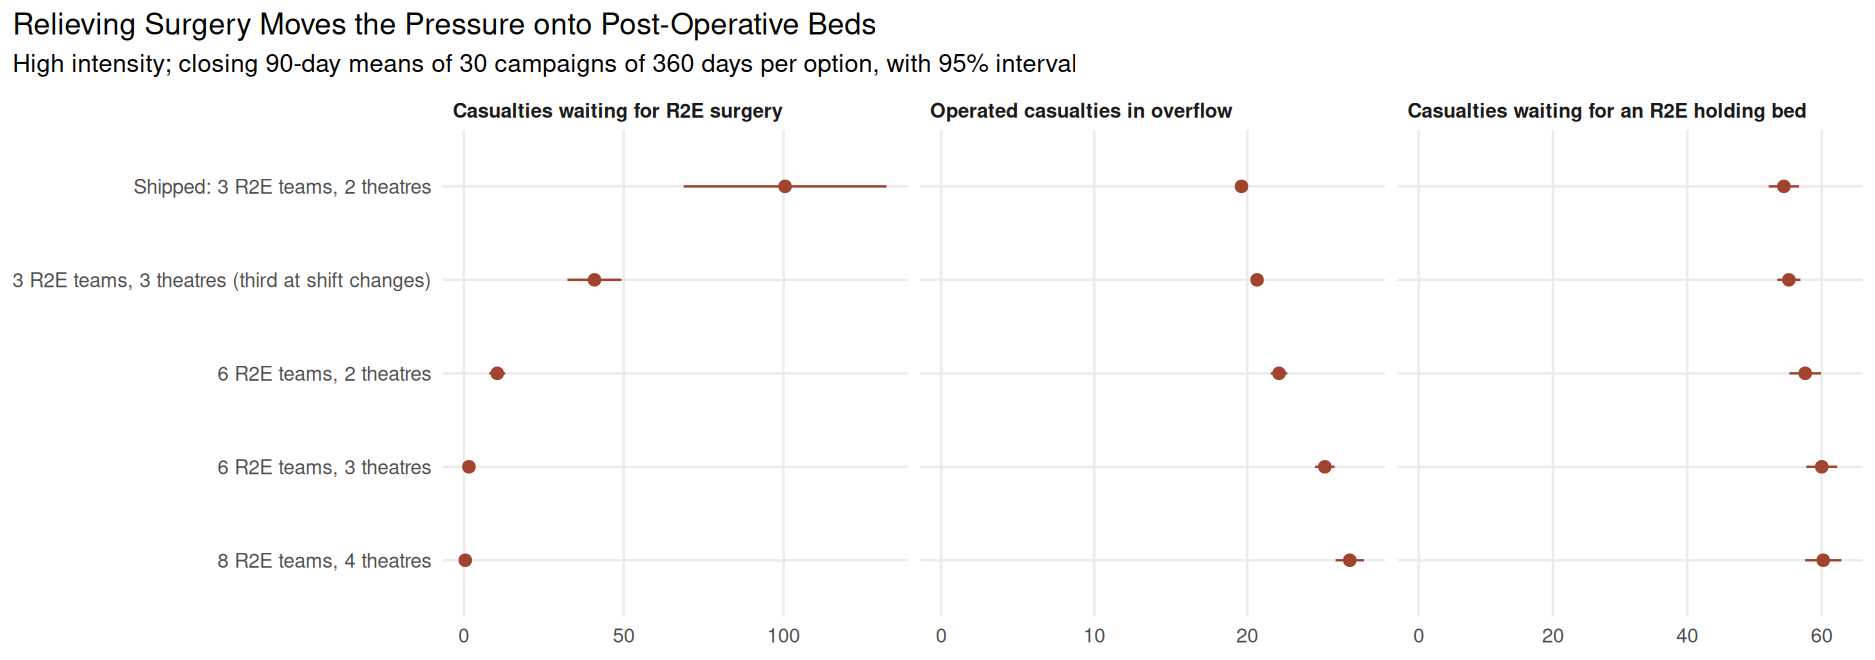 Relieving Surgery Moves the Pressure onto Post-Operative Beds
High intensity; closing 90-day means of 30 campaigns of 360 days per option, with 95% interval
Casualties waiting for R2E surgery
Operated casualties in overflow
Casualties waiting for an R2E holding bed
Shipped: 3 R2E teams, 2 theatres
3 R2E teams, 3 theatres (third at shift changes)
6 R2E teams, 2 theatres
6 R2E teams, 3 theatres
8 R2E teams, 4 theatres
0 50 100
0 10 20
0 20 40 60